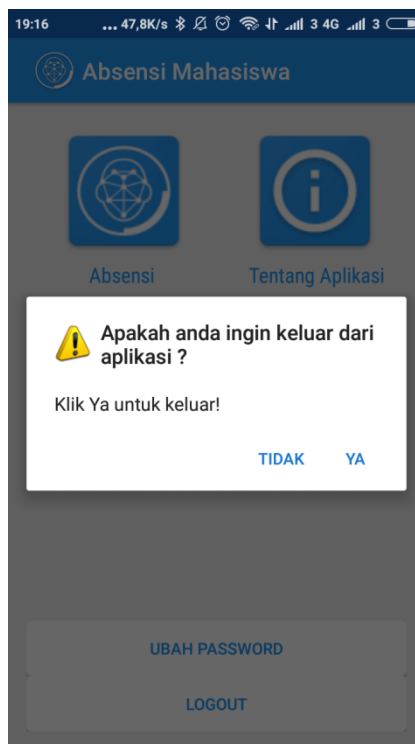 19:16 ... 47,8K/s 3 4G 3
Absensi Mahasiswa
Absensi Tentang Aplikasi
Apakah anda ingin keluar dari
aplikasi ?
Klik Ya untuk keluar!
TIDAK YA
UBAH PASSWORD
LOGOUT